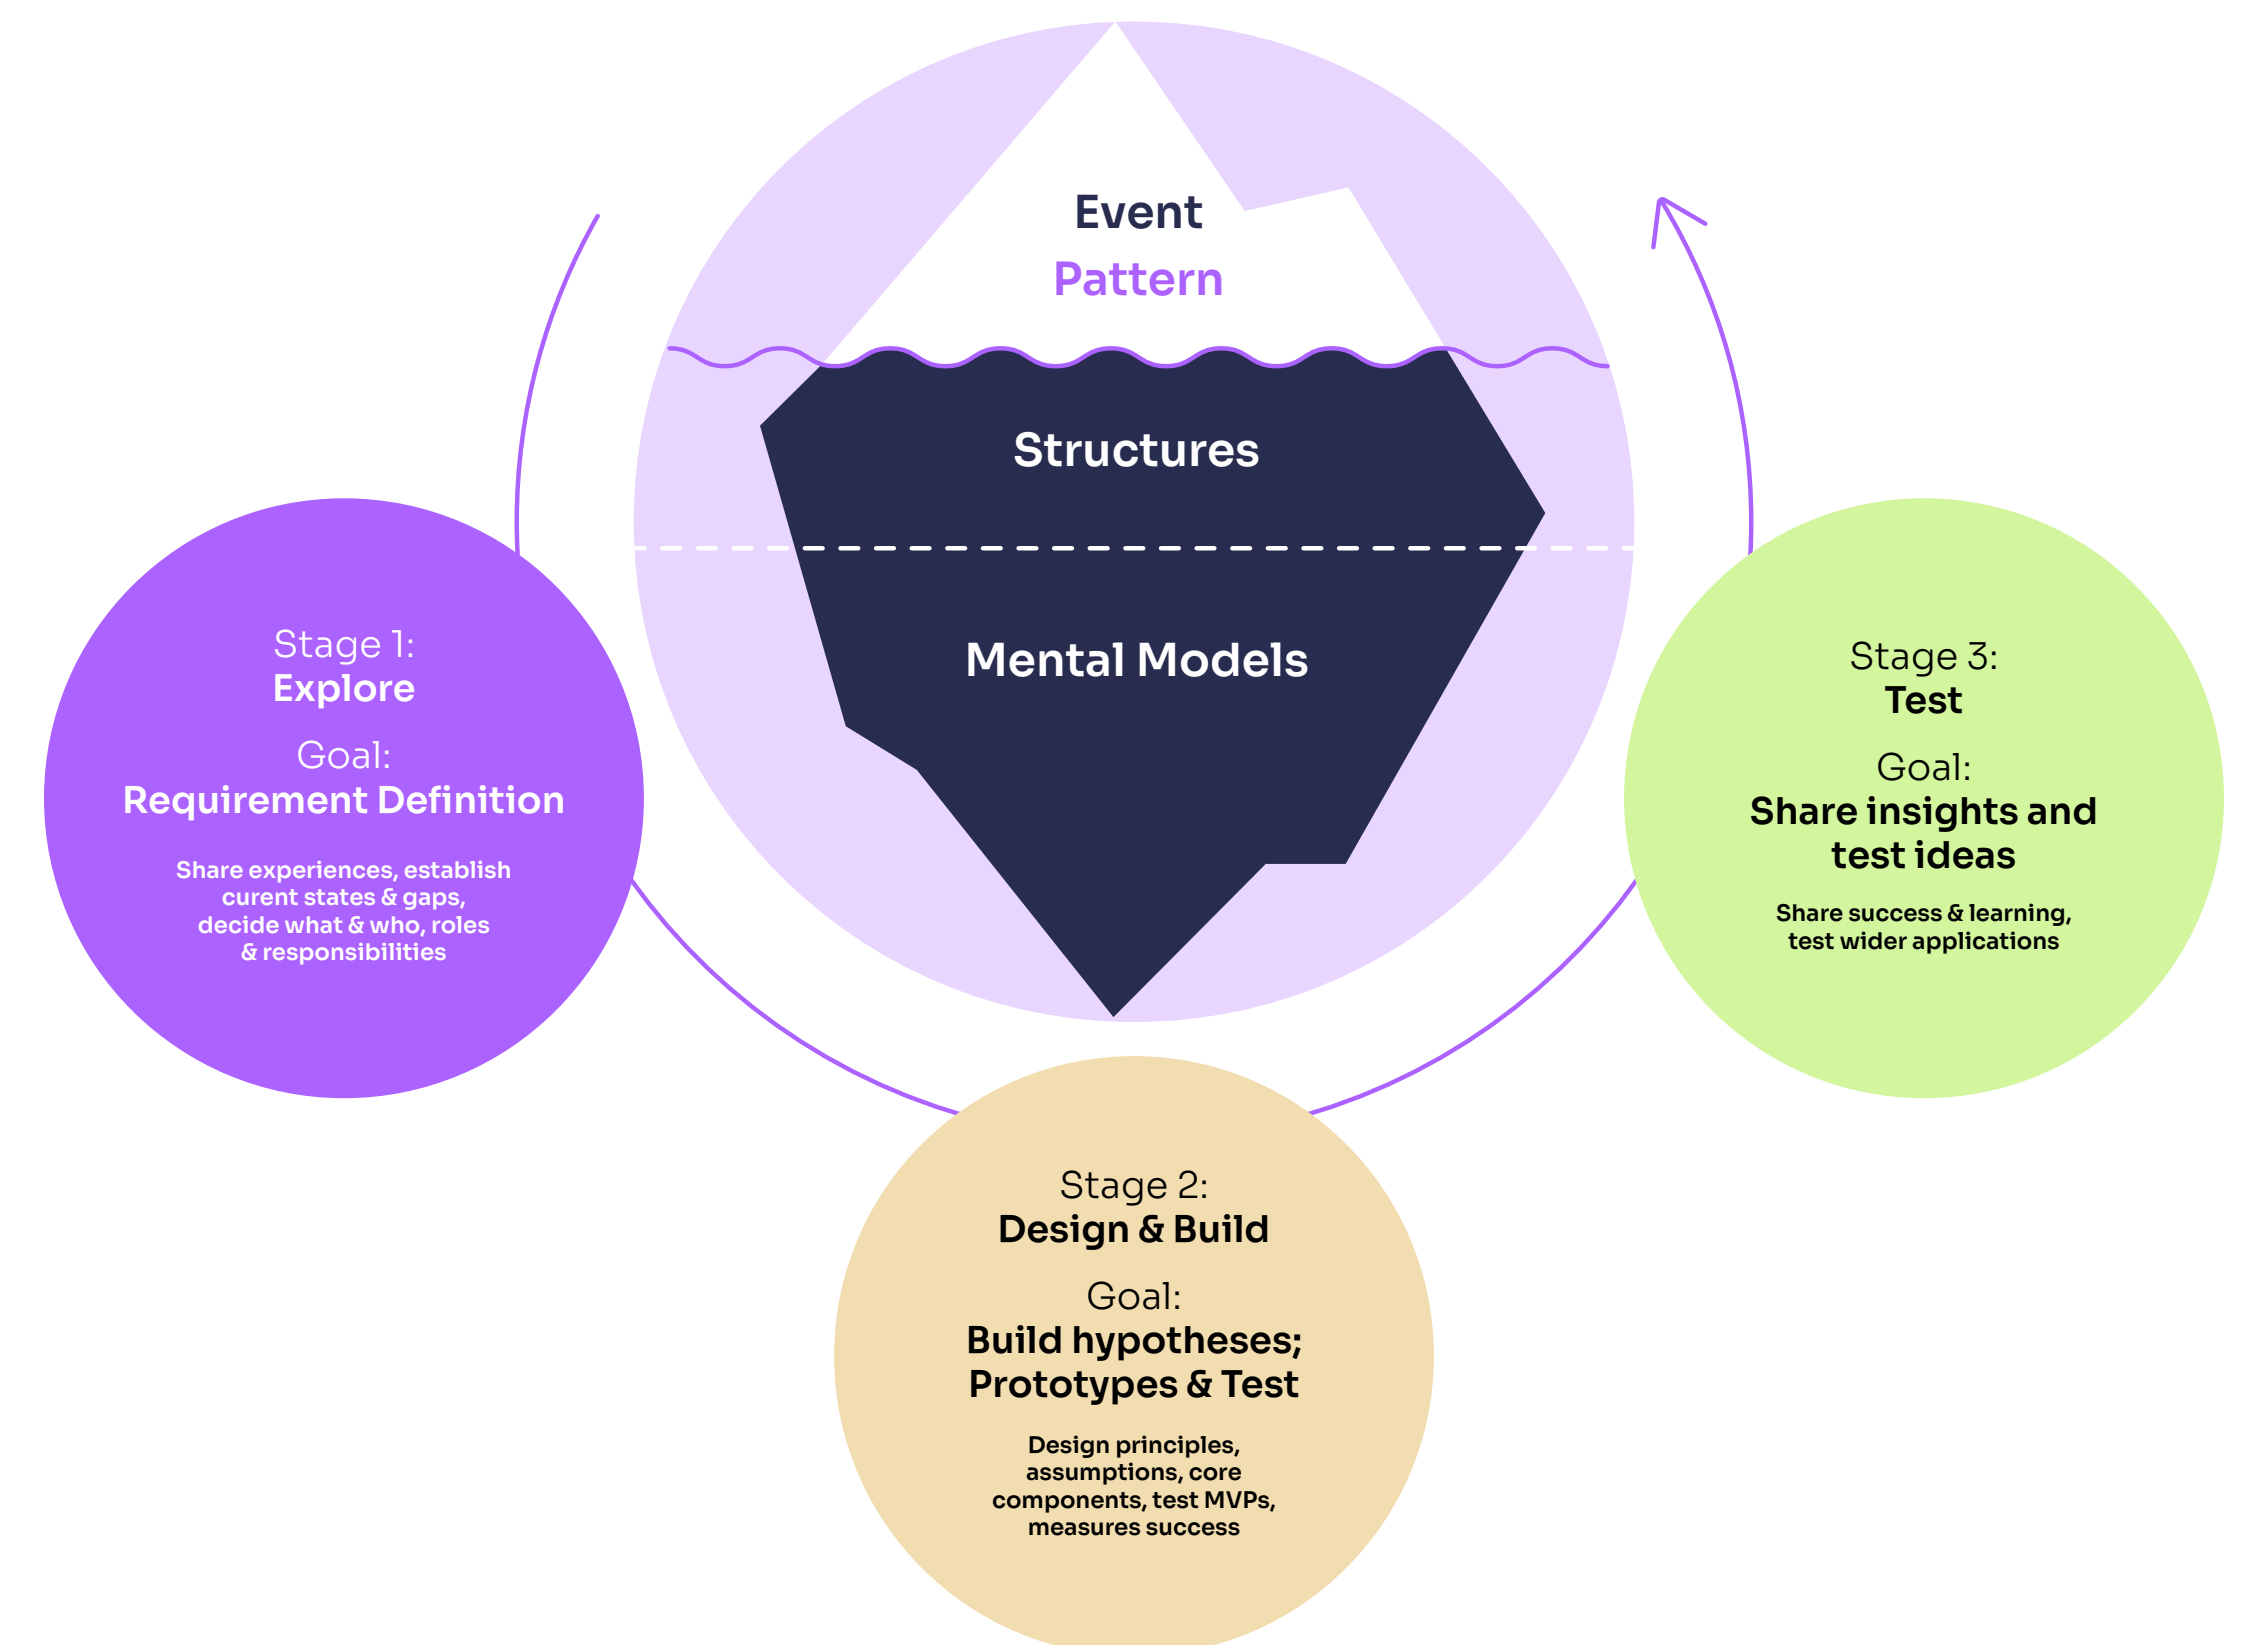 Event
Pattern
Structures
Mental Models
Stage 1:
Explore
Goal:
Requirement Definition
Share experiences, establish
curent states & gaps,
decide what & who, roles
& responsibilities
Stage 2:
Design & Build
Goal:
Build hypotheses;
Prototypes & Test
Design principles,
assumptions, core
components, test MVPs,
measures success
Stage 3:
Test
Goal:
Share insights and
test ideas
Share success & learning,
test wider applications